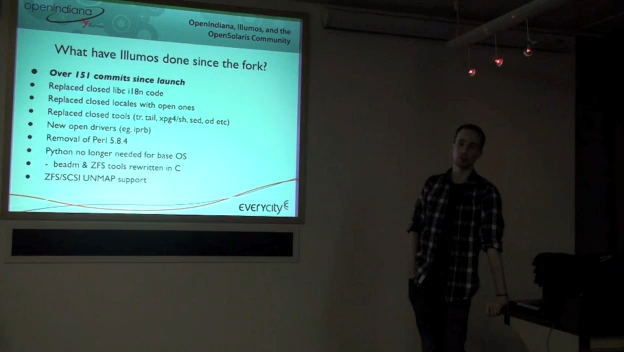 openindiana
OpenIndiana, Illumos, and the
OpenSolaris Community
What have Illumos done since the fork?
Over 151 commits since launch
Replaced closed libc i18n code
Replaced closed locales with open ones
Replaced closed tools (tr, tail, xpg4/sh, sed, od etc)
New open drivers (eg. iprb)
Removal of Perl 5.8.4
Python no longer needed for base OS
- beadm & ZFS tools rewritten in C
ZFS/SCSI UNMAP support
EVERYCITY